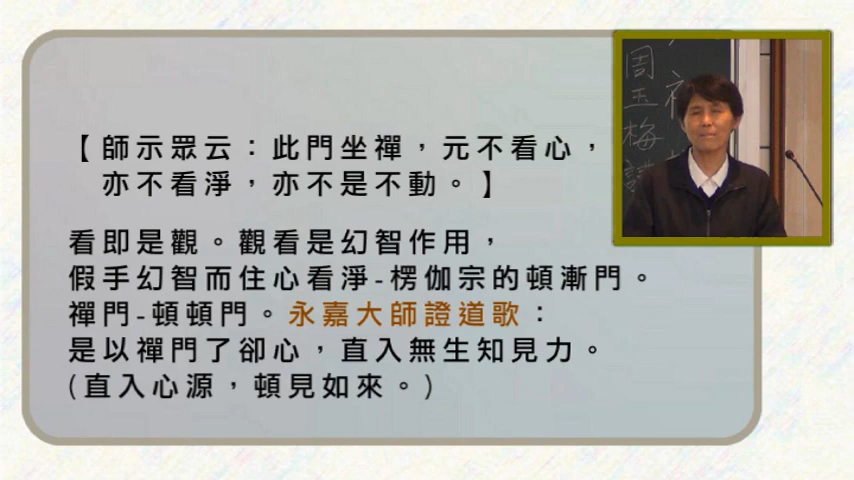 【師示眾云：此門坐禪，元不看心，
亦不看淨，亦不是不動。】
看即是觀。觀看是幻智作用，
假手幻智而住心看淨-楞伽宗的頓漸門。
禪門-頓頓門。永嘉大師證道歌：
是以禪門了卻心，直入無生知見力。
(直入心源，頓見如來。)
周玉梅講